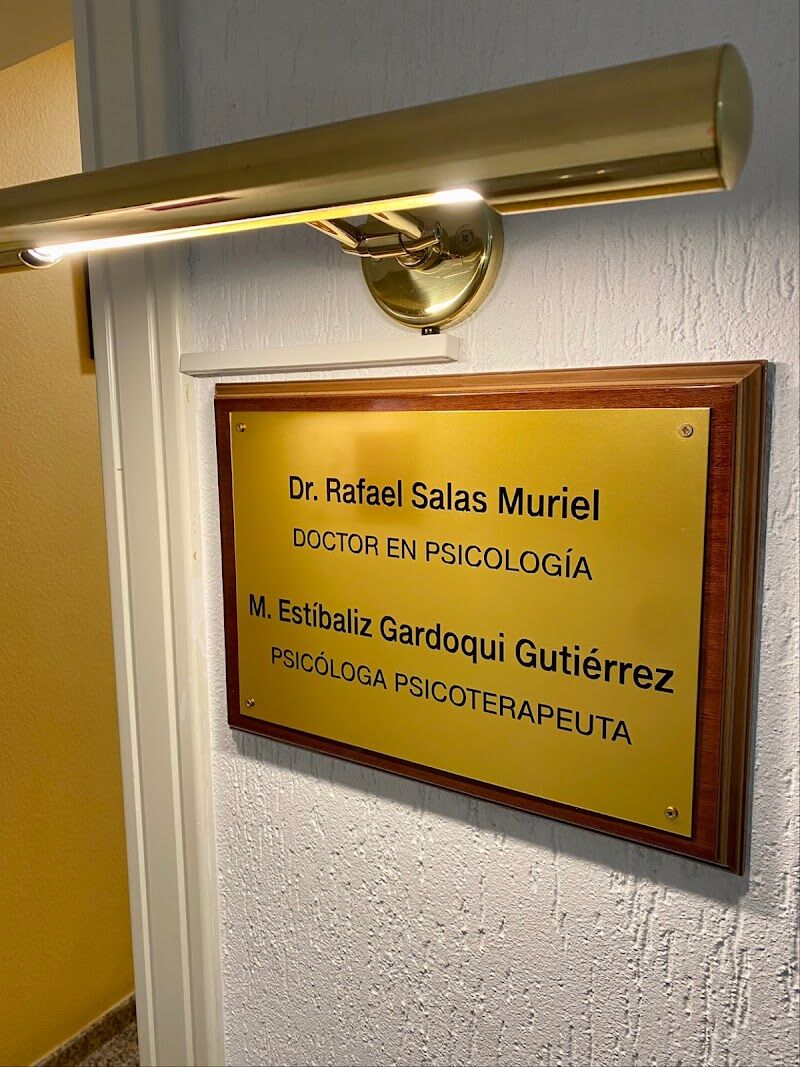 Dr. Rafael Salas Muriel
DOCTOR EN PSICOLOGÍA
M. Estíbaliz Gardoqui Gutiérrez
PSICÓLOGA PSICOTERAPEUTA